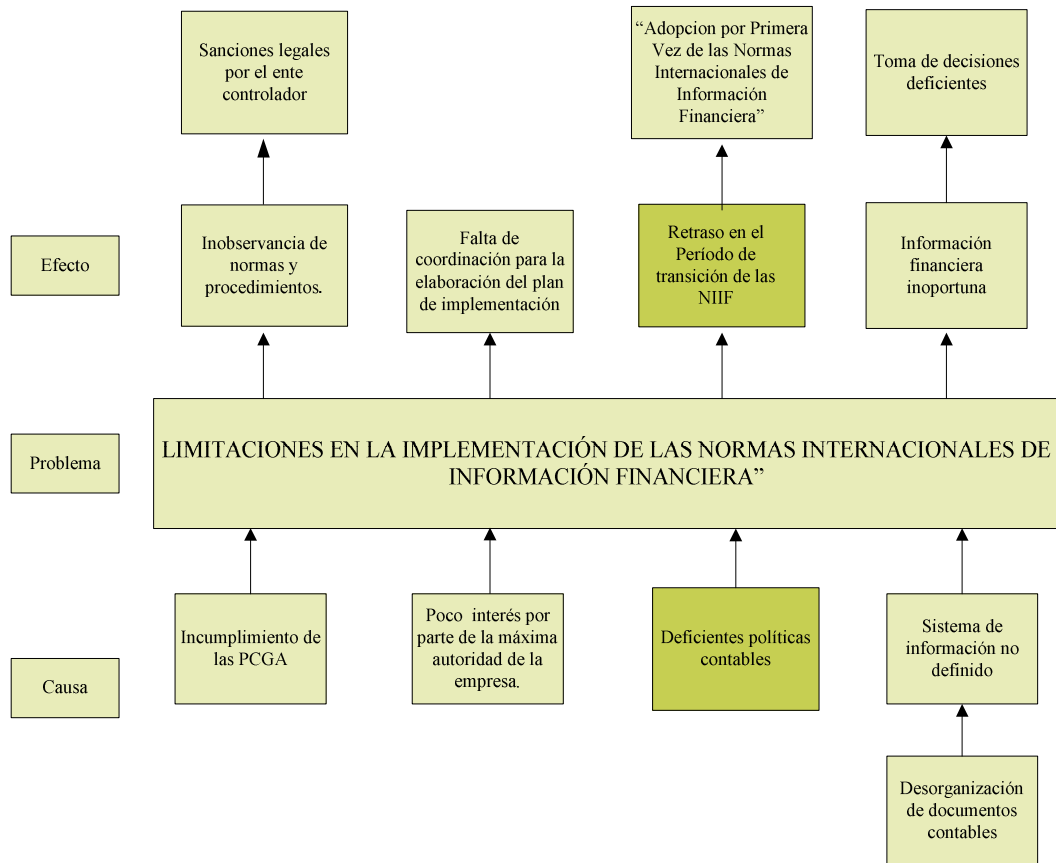 Sanciones legales
por el ente
controlador
“Adopcion por Primera
Vez de las Normas
Internacionales de
Información
Financiera”
Toma de decisiones
deficientes
Efecto
Inobservancia de
normas y
procedimientos.
Falta de
coordinación para la
elaboración del plan
de implementación
Retraso en el
Período de
transición de las
NIIF
Información
financiera
inoportuna
Problema
LIMITACIONES EN LA IMPLEMENTACIÓN DE LAS NORMAS INTERNACIONALES DE
INFORMACIÓN FINANCIERA”
Causa
Incumplimiento de
las PCGA
Poco interés por
parte de la máxima
autoridad de la
empresa.
Deficientes políticas
contables
Sistema de
información no
definido
Desorganización
de documentos
contables